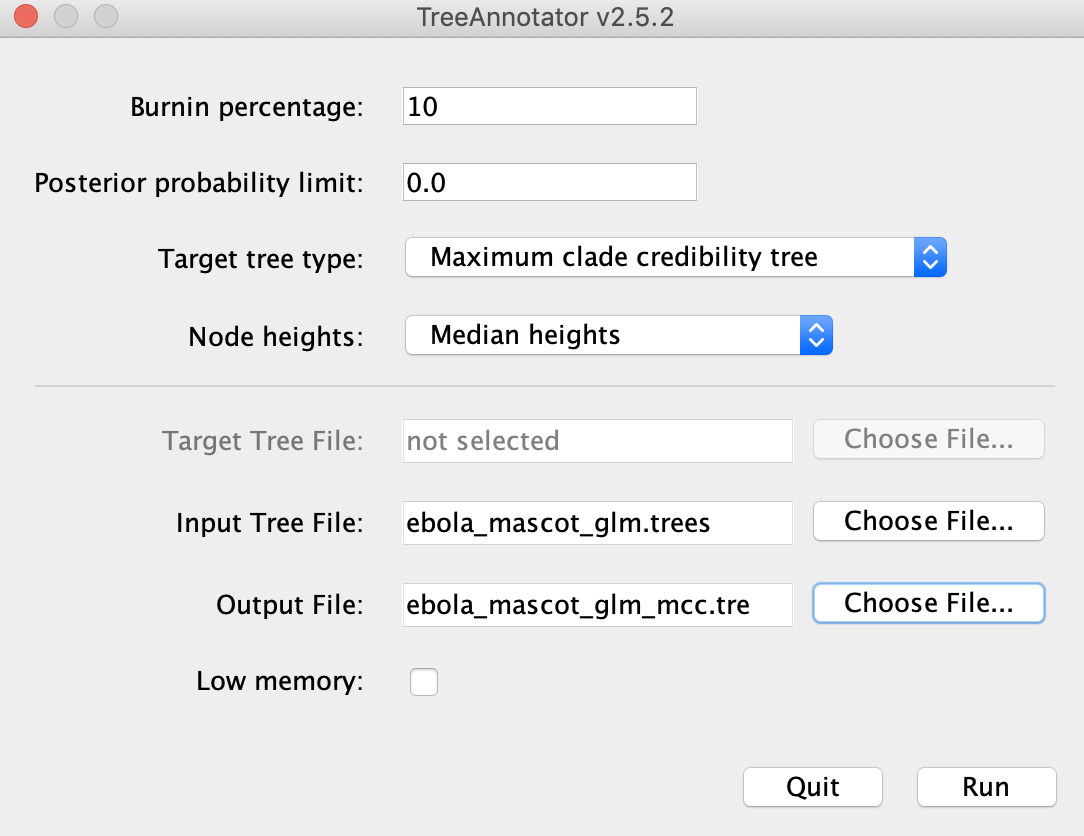 TreeAnnotator v2.5.2
Burnin percentage: 10
Posterior probability limit: 0.0
Target tree type: Maximum clade credibility tree
Node heights: Median heights
Target Tree File: not selected Choose File...
Input Tree File: ebola_mascot_glm.trees Choose File...
Output File: ebola_mascot_glm_mcc.tre Choose File...
Low memory:
Quit Run